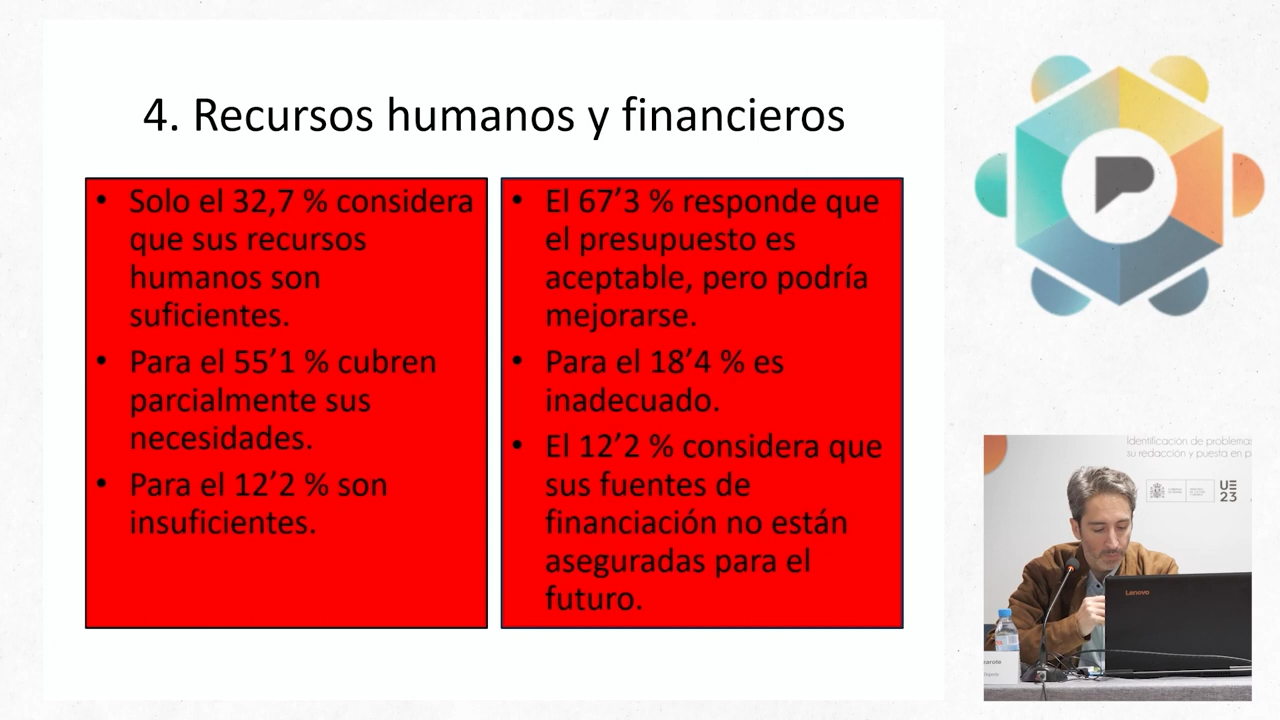 4. Recursos humanos y financieros
• Solo el 32,7 % considera
que sus recursos
humanos son
suficientes.
• Para el 55’1 % cubren
parcialmente sus
necesidades.
• Para el 12’2 % son
insuficientes.
• El 67’3 % responde que
el presupuesto es
aceptable, pero podría
mejorarse.
• Para el 18’4 % es
inadecuado.
• El 12’2 % considera que
sus fuentes de
financiación no están
aseguradas para el
futuro.
P
Identificación de problemas
su redacción y puesta en p
UE
23
Lenovo
zarote